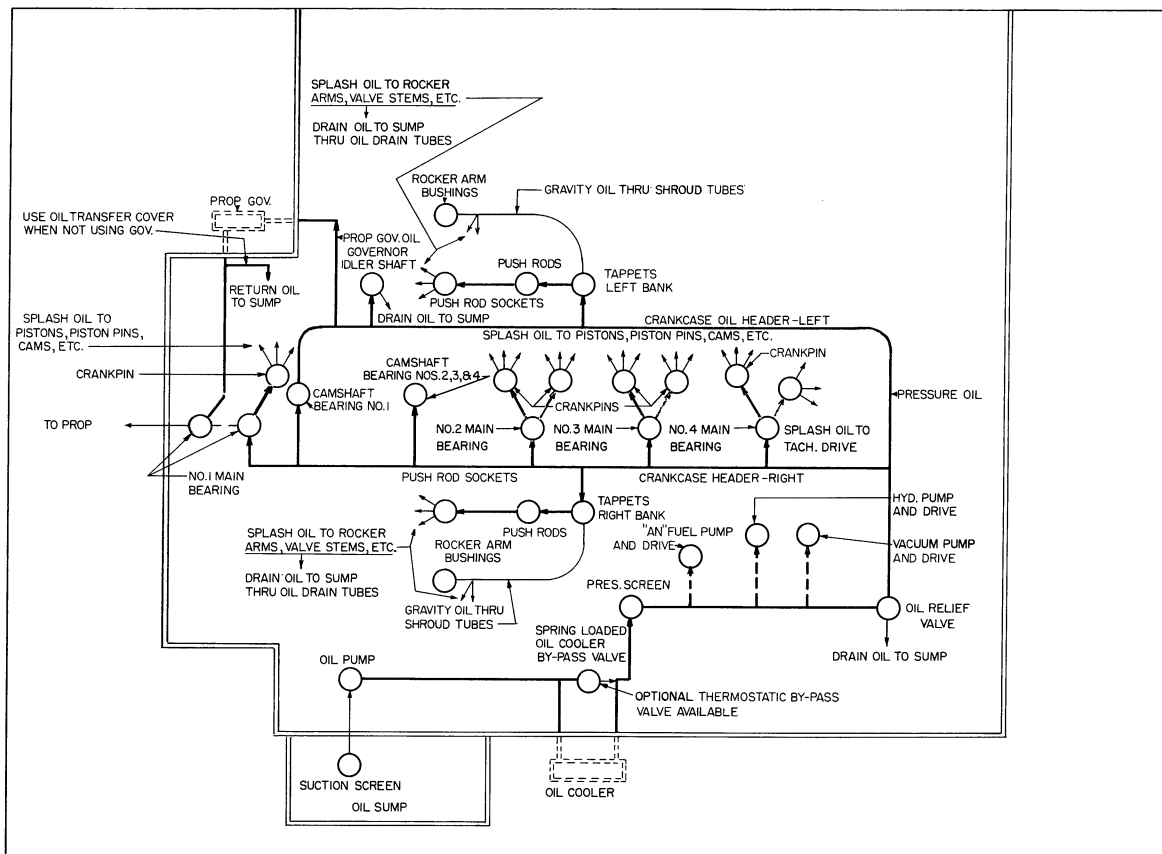 SPLASH OIL TO ROCKER
ARMS, VALVE STEMS, ETC.
DRAIN OIL TO SUMP
THRU OIL DRAIN TUBES
ROCKER ARM
BUSHINGS
GRAVITY OIL THRU SHROUD TUBES
PROP GOV.
USE OIL TRANSFER COVER
WHEN NOT USING GOV.
PROP GOV. OIL
GOVERNOR
IDLER SHAFT
RETURN OIL
TO SUMP
PUSH RODS
TAPPETS
LEFT BANK
PUSH ROD SOCKETS
DRAIN OIL TO SUMP
SPLASH OIL TO
PISTONS, PISTON PINS,
CAMS, ETC.
CRANKCASE OIL HEADER-LEFT
SPLASH OIL TO PISTONS, PISTON PINS, CAMS, ETC.
CRANKPIN
CAMSHAFT
BEARING NOS. 2, 3, & 4
CRANKPIN
CAMSHAFT
BEARING NO. 1
CRANKPINS
PRESSURE OIL
TO PROP
NO. 2 MAIN
BEARING
NO. 3 MAIN
BEARING
NO. 4 MAIN
BEARING
SPLASH OIL TO
TACH. DRIVE
NO. 1 MAIN
BEARING
PUSH ROD SOCKETS
CRANKCASE HEADER-RIGHT
TAPPETS
RIGHT BANK
HYD. PUMP
AND DRIVE
PUSH RODS
"AN" FUEL PUMP
AND DRIVE
VACUUM PUMP
AND DRIVE
SPLASH OIL TO ROCKER
ARMS, VALVE STEMS, ETC.
ROCKER ARM
BUSHINGS
DRAIN OIL TO SUMP
THRU OIL DRAIN TUBES
GRAVITY OIL THRU
SHROUD TUBES
PRES. SCREEN
OIL RELIEF
VALVE
SPRING LOADED
OIL COOLER
BY-PASS VALVE
DRAIN OIL TO SUMP
OIL PUMP
OPTIONAL THERMOSTATIC BY-PASS
VALVE AVAILABLE
SUCTION SCREEN
OIL SUMP
OIL COOLER